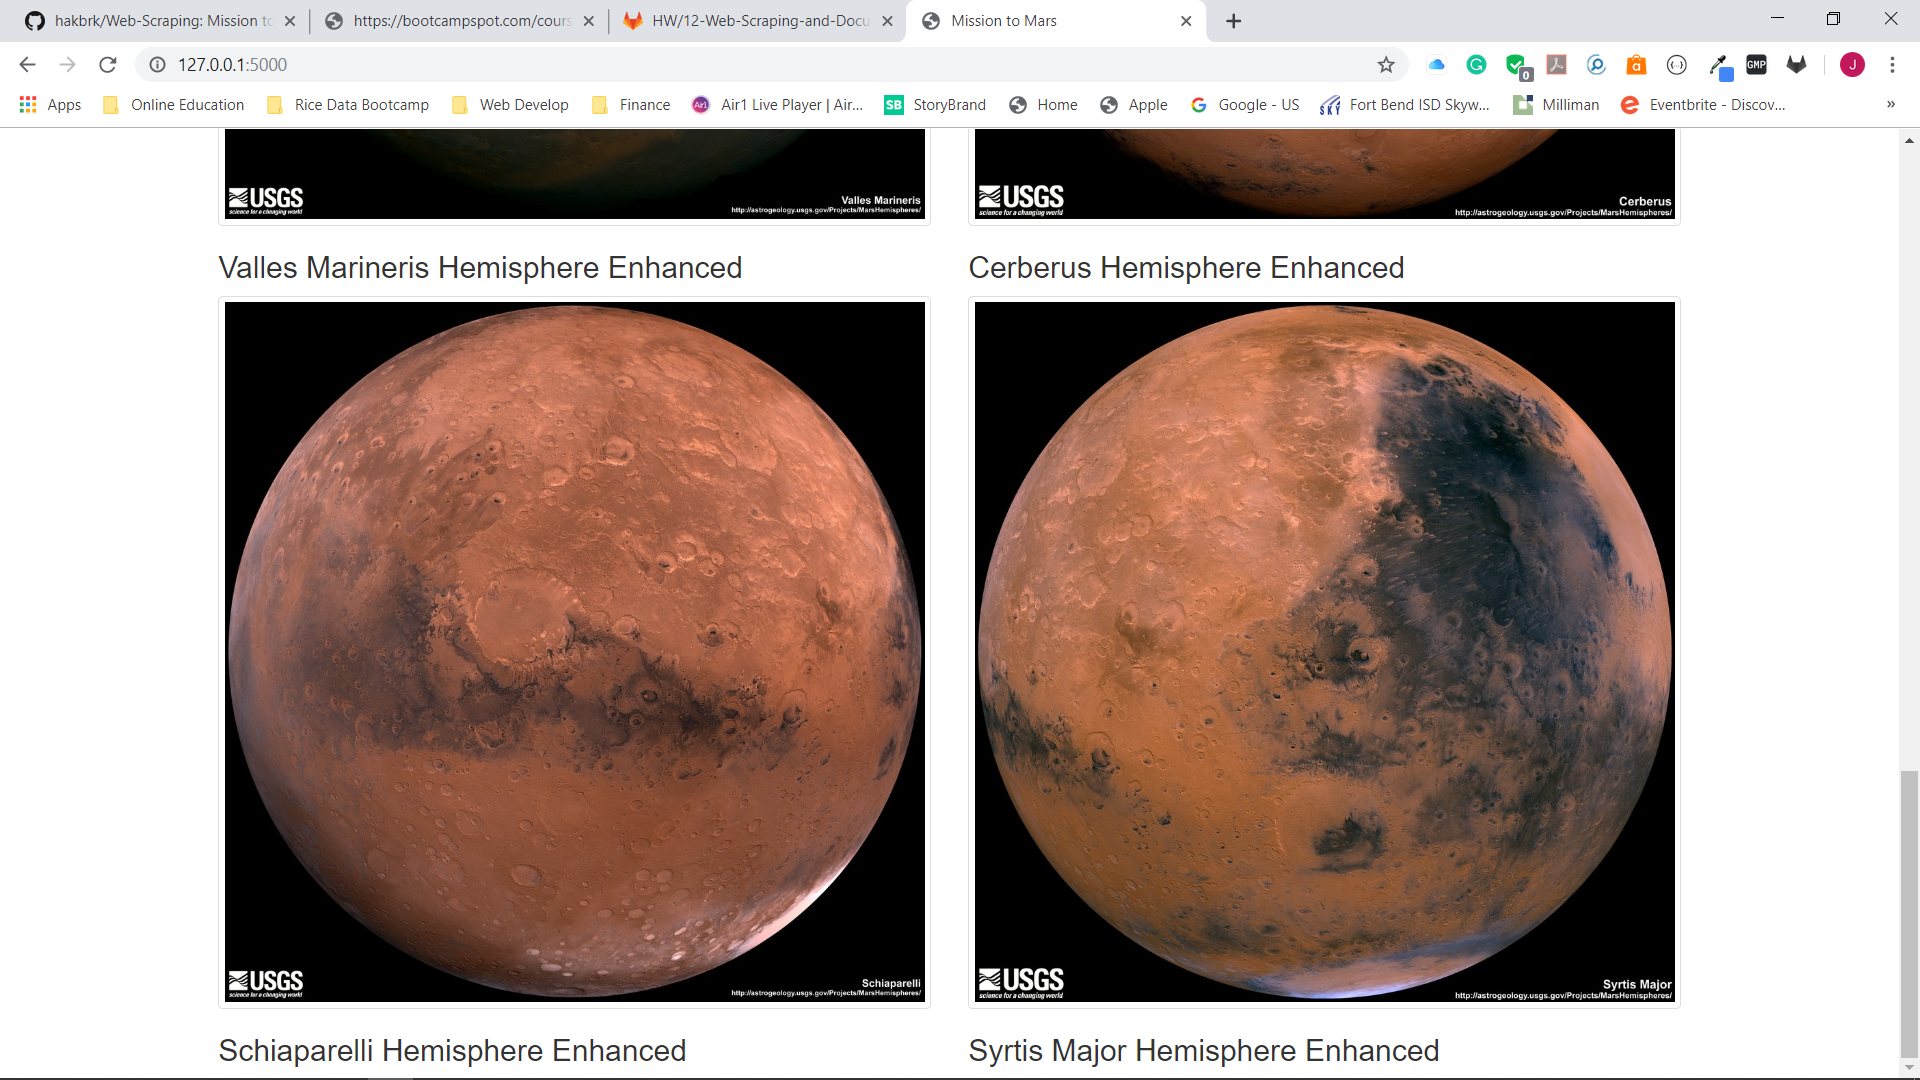 hakbrk/Web-Scraping: Mission to
https://bootcampspot.com/cours
HW/12-Web-Scraping-and-Docu
Mission to Mars
127.0.0.1:5000
0
GMP
J
Apps
Online Education
Rice Data Bootcamp
Web Develop
Finance
Air1
Air1 Live Player | Air...
SB
StoryBrand
Home
Apple
Google - US
SKY
Fort Bend ISD Skyw...
Milliman
Eventbrite - Discov...
»
USGS
science for a changing world
Valles Marineris
http://astrogeology.usgs.gov/Projects/MarsHemispheres/
USGS
science for a changing world
Cerberus
http://astrogeology.usgs.gov/Projects/MarsHemispheres/
Valles Marineris Hemisphere Enhanced
Cerberus Hemisphere Enhanced
USGS
science for a changing world
Schiaparelli
http://astrogeology.usgs.gov/Projects/MarsHemispheres/
USGS
science for a changing world
Syrtis Major
http://astrogeology.usgs.gov/Projects/MarsHemispheres/
Schiaparelli Hemisphere Enhanced
Syrtis Major Hemisphere Enhanced